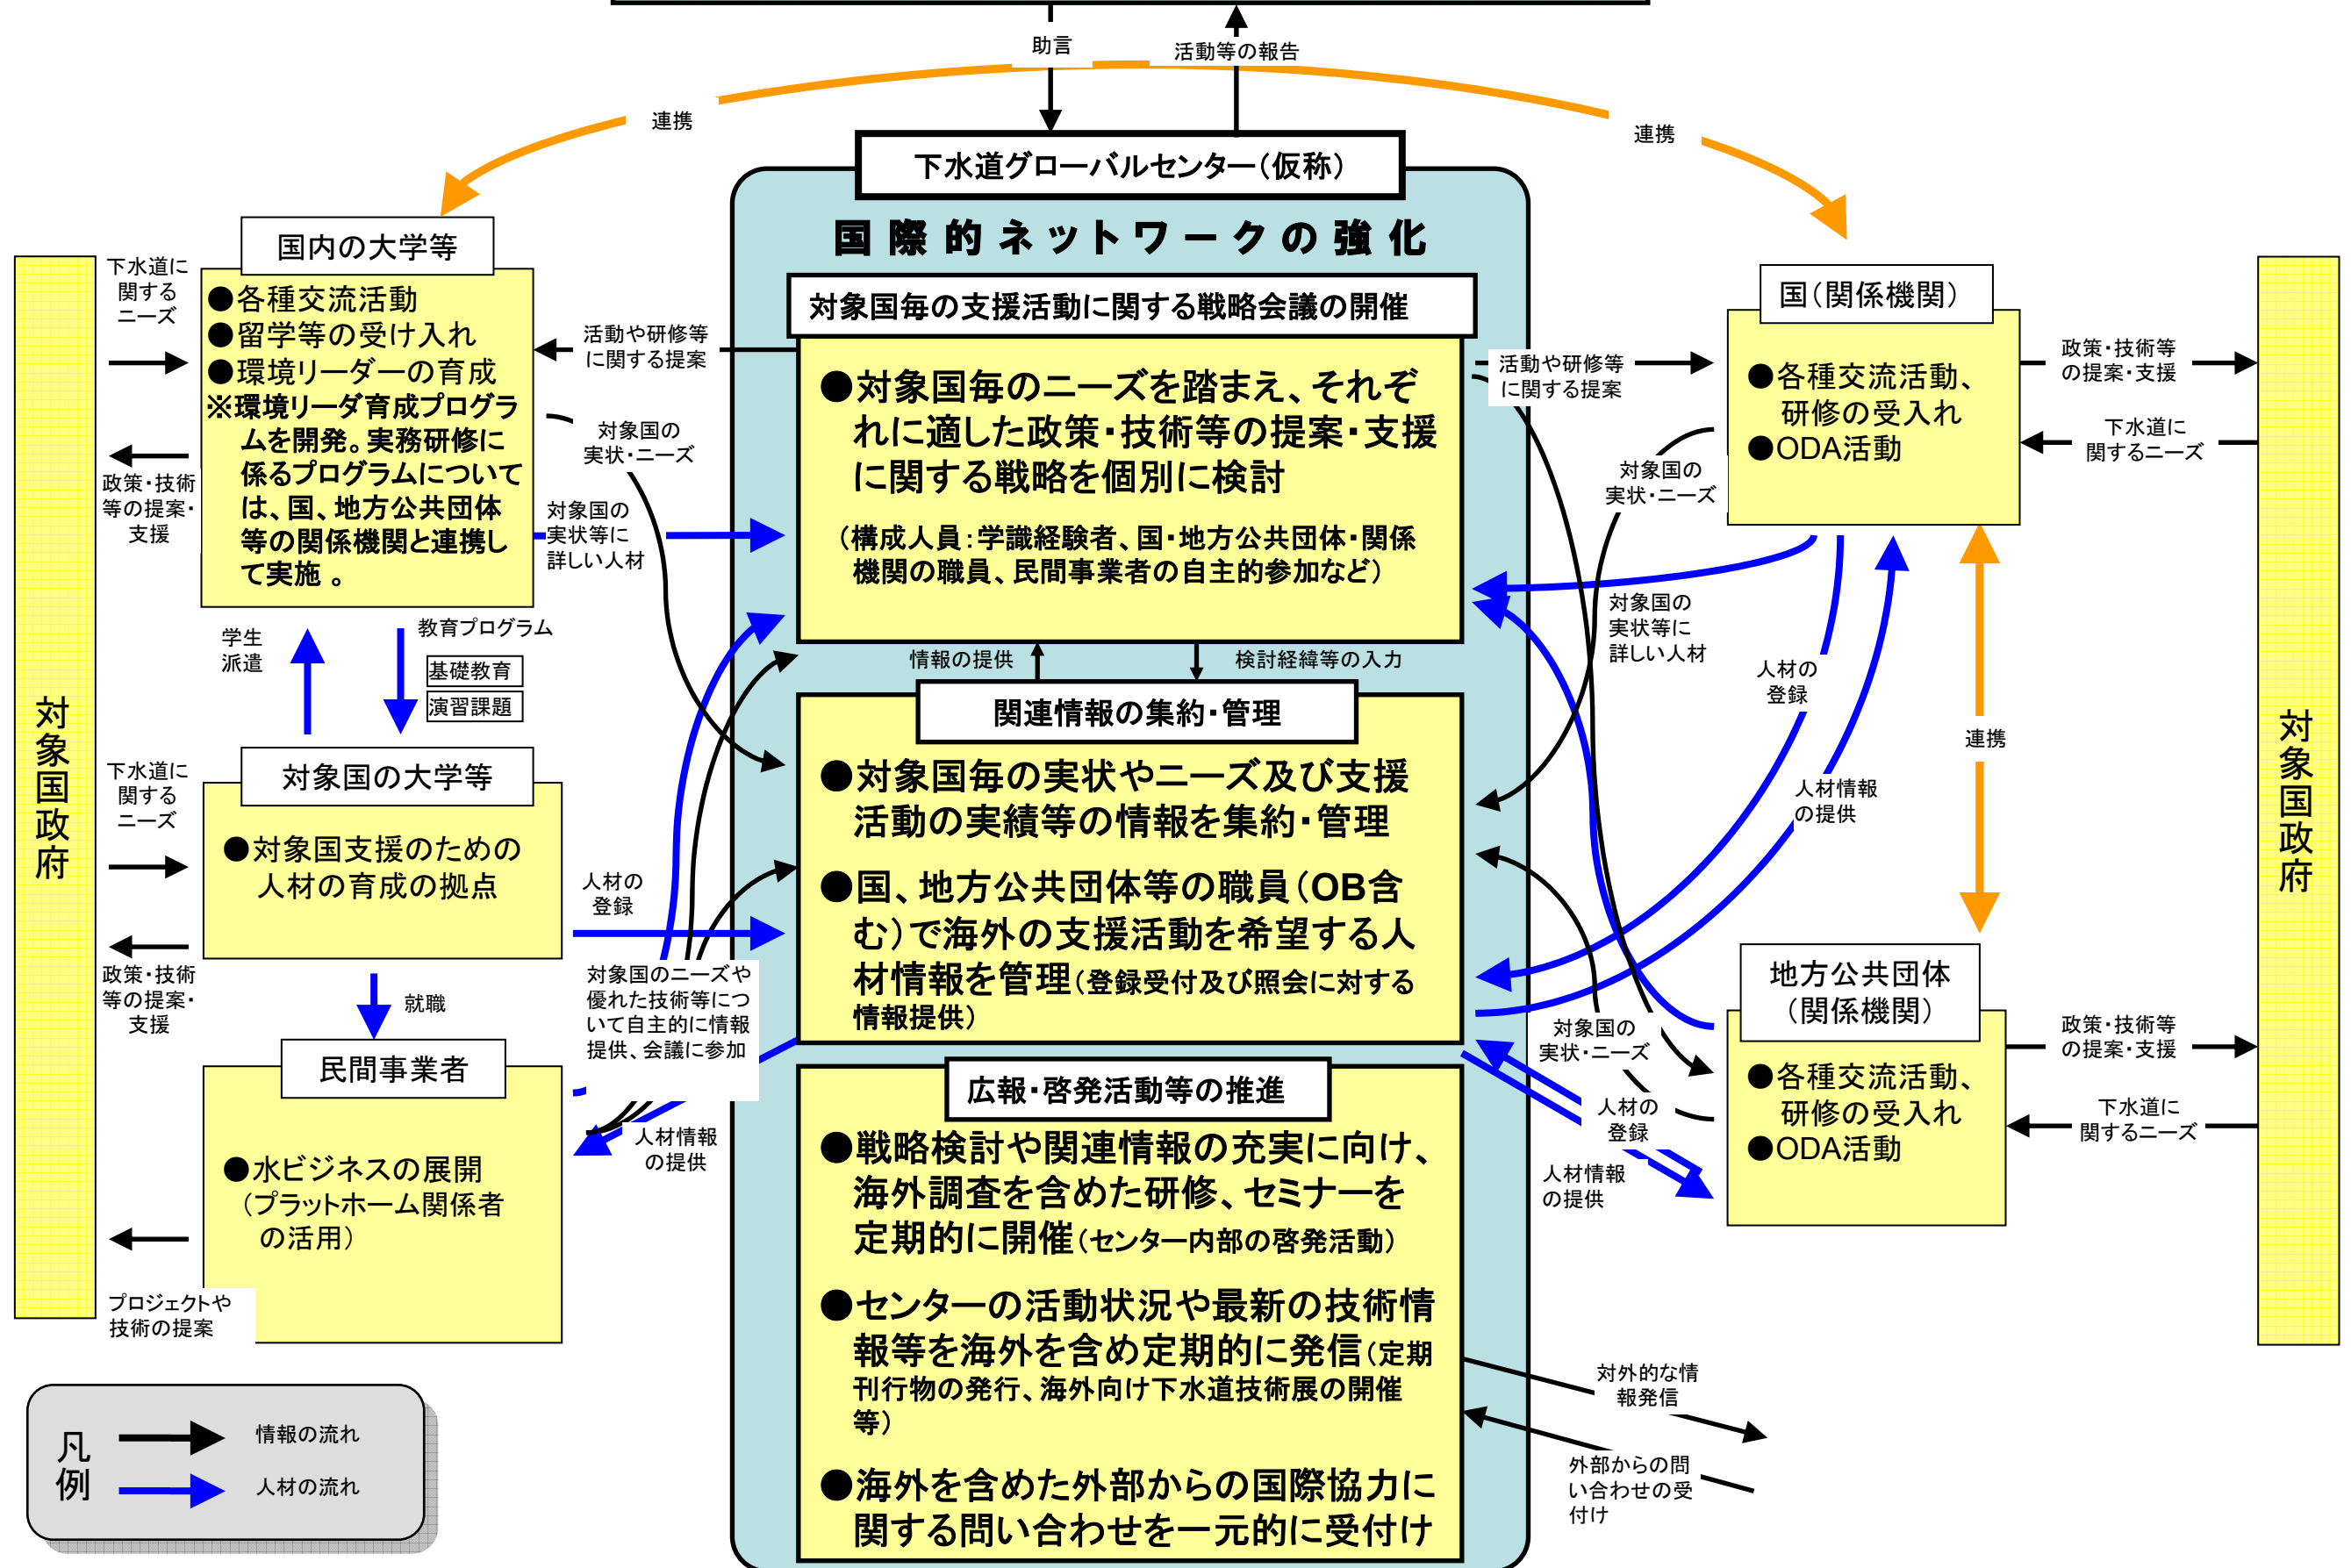 助言
活動等の報告
連携
連携
下水道グローバルセンター（仮称）
国際的ネットワークの強化
対象国政府
下水道に
関する
ニーズ
政策・技術
等の提案・
支援
国内の大学等
●各種交流活動
●留学等の受け入れ
●環境リーダーの育成
※環境リーダ育成プログラ
ムを開発。実務研修に
係るプログラムについて
は、国、地方公共団体
等の関係機関と連携し
て実施 。
学生
派遣
教育プログラム
基礎教育
演習課題
下水道に
関する
ニーズ
政策・技術
等の提案・
支援
対象国の大学等
●対象国支援のための
人材の育成の拠点
就職
民間事業者
●水ビジネスの展開
（プラットホーム関係者
の活用）
プロジェクトや
技術の提案
活動や研修等
に関する提案
対象国の
実状・ニーズ
対象国の
実状等に
詳しい人材
人材の
登録
対象国のニーズや
優れた技術等につ
いて自主的に情報
提供、会議に参加
人材情報
の提供
対象国毎の支援活動に関する戦略会議の開催
●対象国毎のニーズを踏まえ、それぞ
れに適した政策・技術等の提案・支援
に関する戦略を個別に検討
（構成人員：学識経験者、国・地方公共団体・関係
機関の職員、民間事業者の自主的参加など）
情報の提供
検討経緯等の入力
関連情報の集約・管理
●対象国毎の実状やニーズ及び支援
活動の実績等の情報を集約・管理
●国、地方公共団体等の職員（OB含
む）で海外の支援活動を希望する人
材情報を管理（登録受付及び照会に対する
情報提供）
広報・啓発活動等の推進
●戦略検討や関連情報の充実に向け、
海外調査を含めた研修、セミナーを
定期的に開催（センター内部の啓発活動）
●センターの活動状況や最新の技術情
報等を海外を含め定期的に発信（定期
刊行物の発行、海外向け下水道技術展の開催
等）
●海外を含めた外部からの国際協力に
関する問い合わせを一元的に受付け
活動や研修等
に関する提案
対象国の
実状・ニーズ
対象国の
実状等に
詳しい人材
人材の
登録
人材情報
の提供
連携
対象国の
実状・ニーズ
人材の
登録
人材情報
の提供
対外的な情
報発信
外部からの問
い合わせの受
付け
国（関係機関）
●各種交流活動、
研修の受入れ
●ODA活動
政策・技術等
の提案・支援
下水道に
関するニーズ
地方公共団体
（関係機関）
●各種交流活動、
研修の受入れ
●ODA活動
政策・技術等
の提案・支援
下水道に
関するニーズ
対象国政府
凡例
情報の流れ
人材の流れ